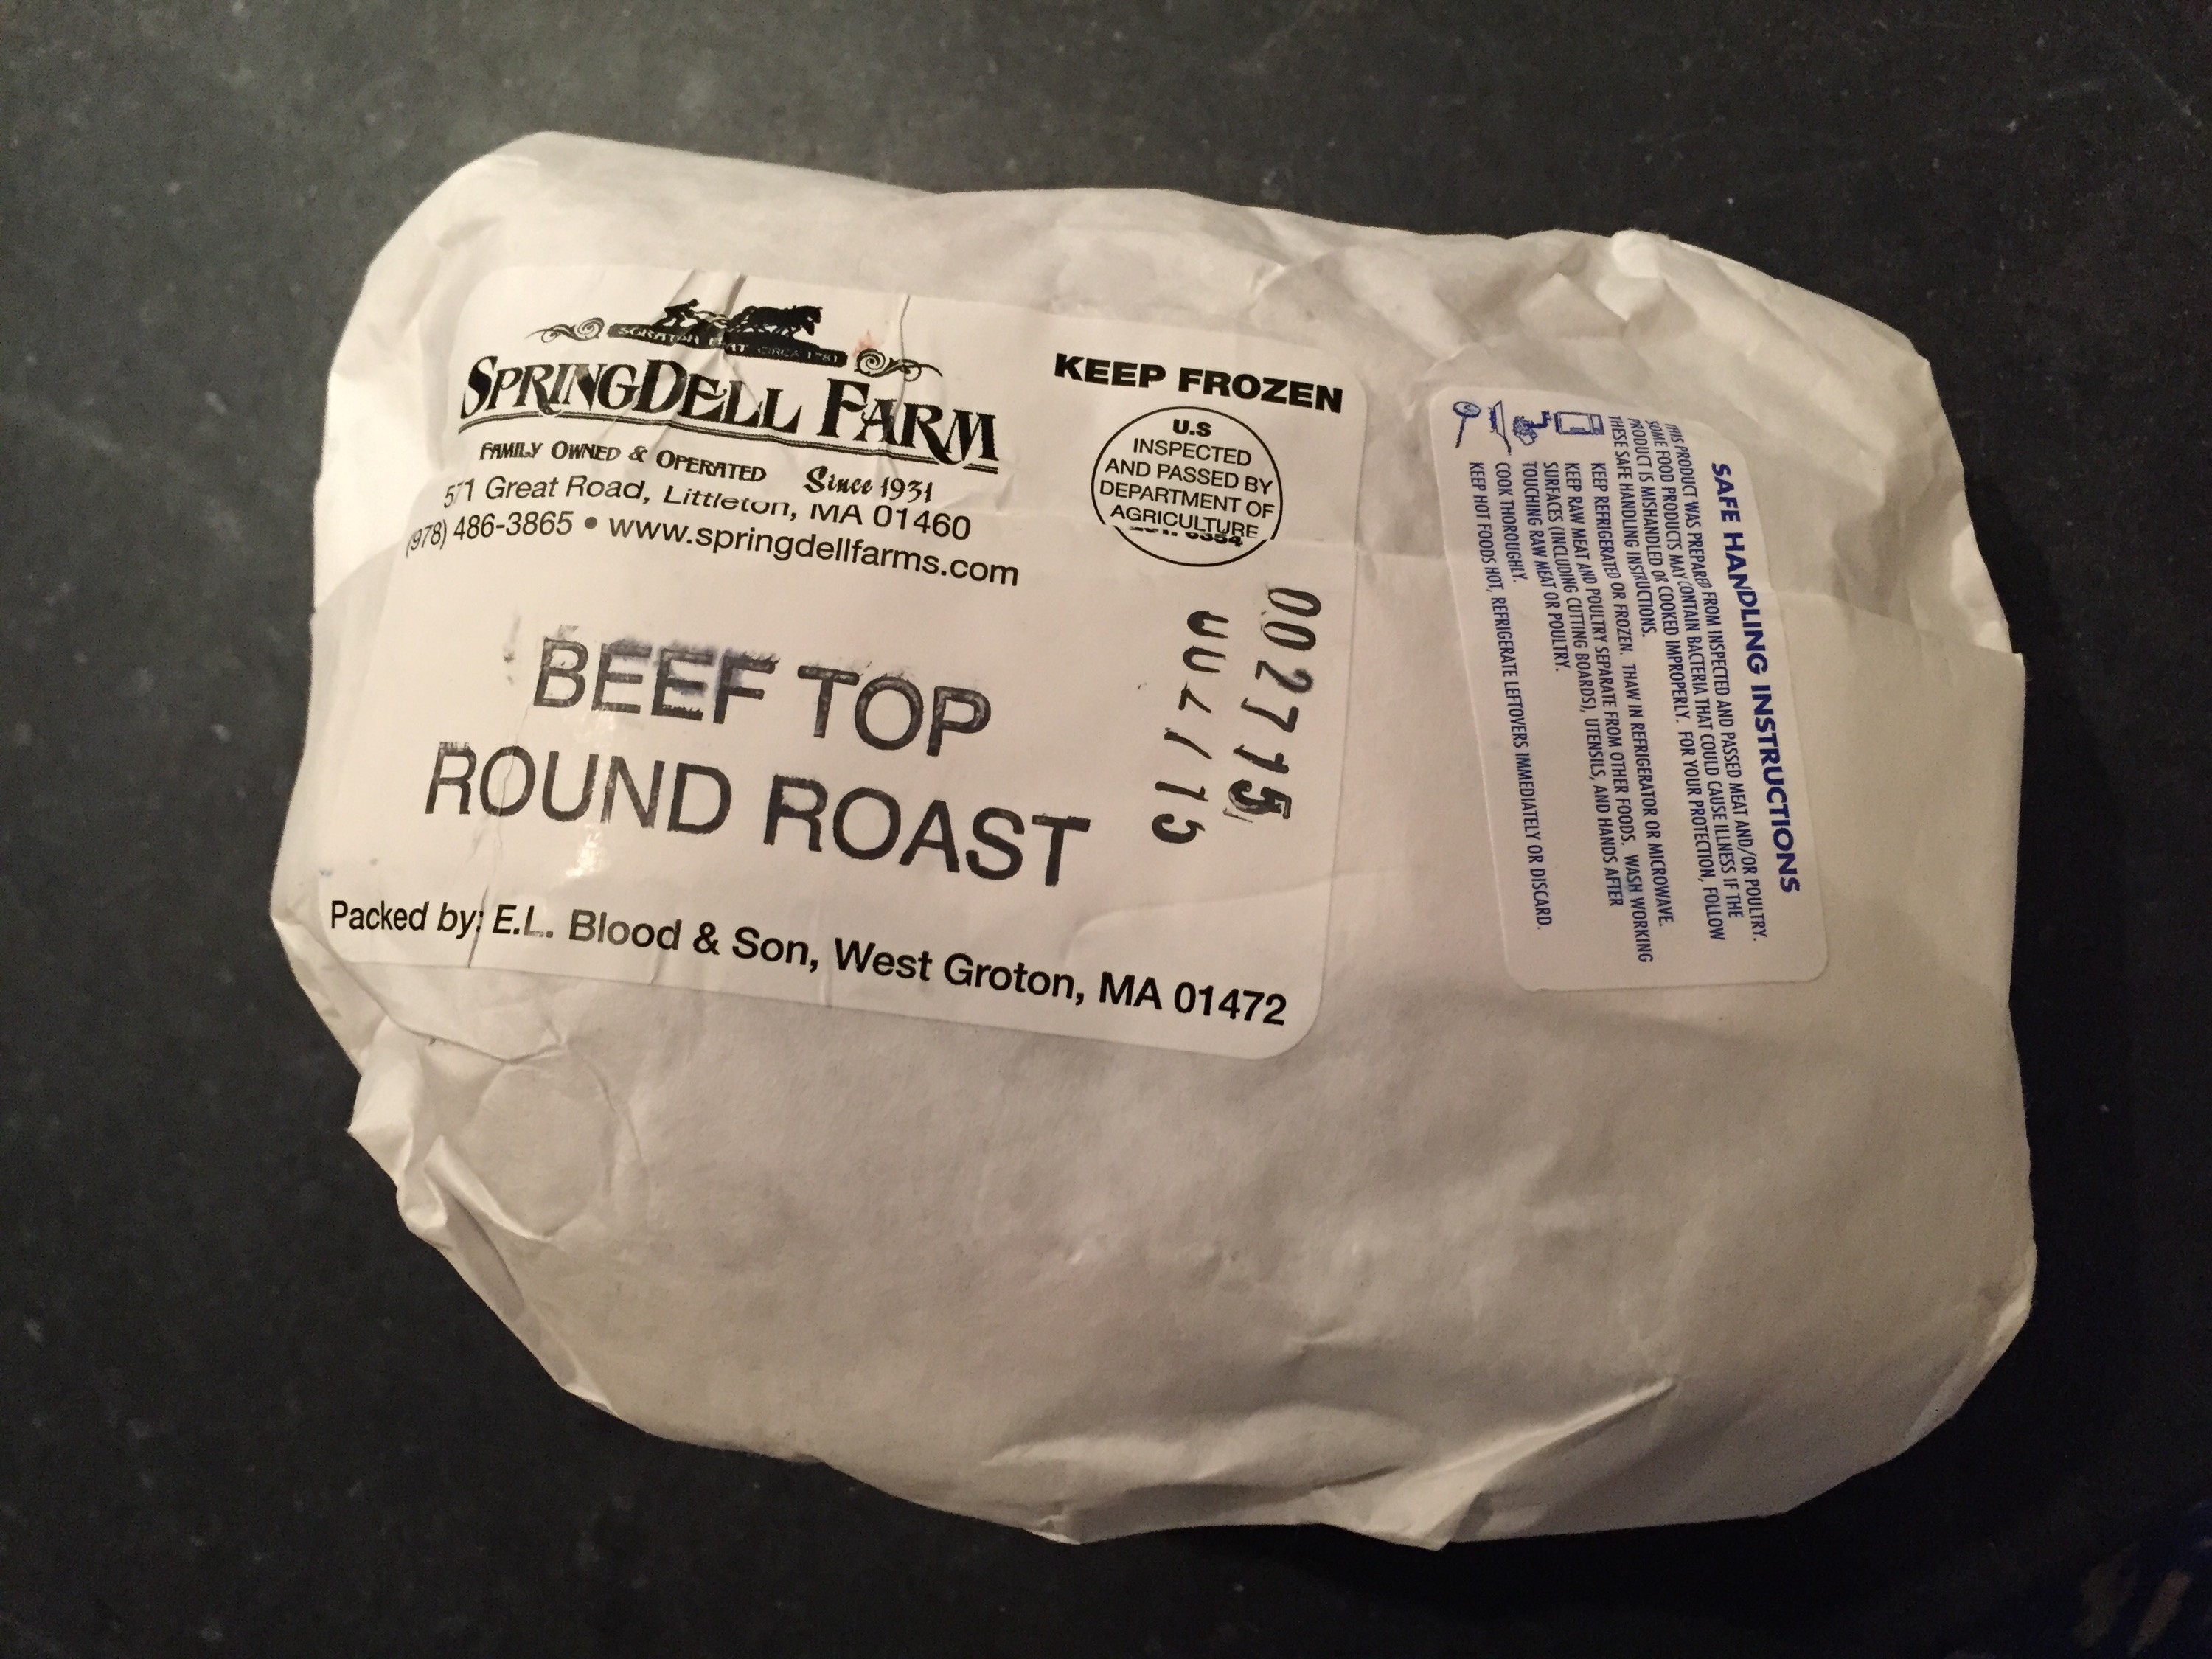 CIRCA 1781
SPRINGDELL FARM
FAMILY OWNED & OPERATED Since 1931
571 Great Road, Littleton, MA 01460
(978) 486-3865 • www.springdellfarms.com
KEEP FROZEN
U.S
INSPECTED
AND PASSED BY
DEPARTMENT OF
AGRICULTURE
6354
002715
BEEF TOP
ROUND ROAST
Packed by: E.L. Blood & Son, West Groton, MA 01472
SAFE HANDLING INSTRUCTIONS
THIS PRODUCT WAS PREPARED FROM INSPECTED AND PASSED MEAT AND/OR POULTRY.
SOME FOOD PRODUCTS MAY CONTAIN BACTERIA THAT COULD CAUSE ILLNESS IF THE
PRODUCT IS MISHANDLED OR COOKED IMPROPERLY. FOR YOUR PROTECTION, FOLLOW
THESE SAFE HANDLING INSTRUCTIONS.
KEEP REFRIGERATED OR FROZEN. THAW IN REFRIGERATOR OR MICROWAVE.
KEEP RAW MEAT AND POULTRY SEPARATE FROM OTHER FOODS. WASH WORKING
SURFACES (INCLUDING CUTTING BOARDS), UTENSILS, AND HANDS AFTER
TOUCHING RAW MEAT OR POULTRY.
COOK THOROUGHLY.
KEEP HOT FOODS HOT, REFRIGERATE LEFTOVERS IMMEDIATELY OR DISCARD.